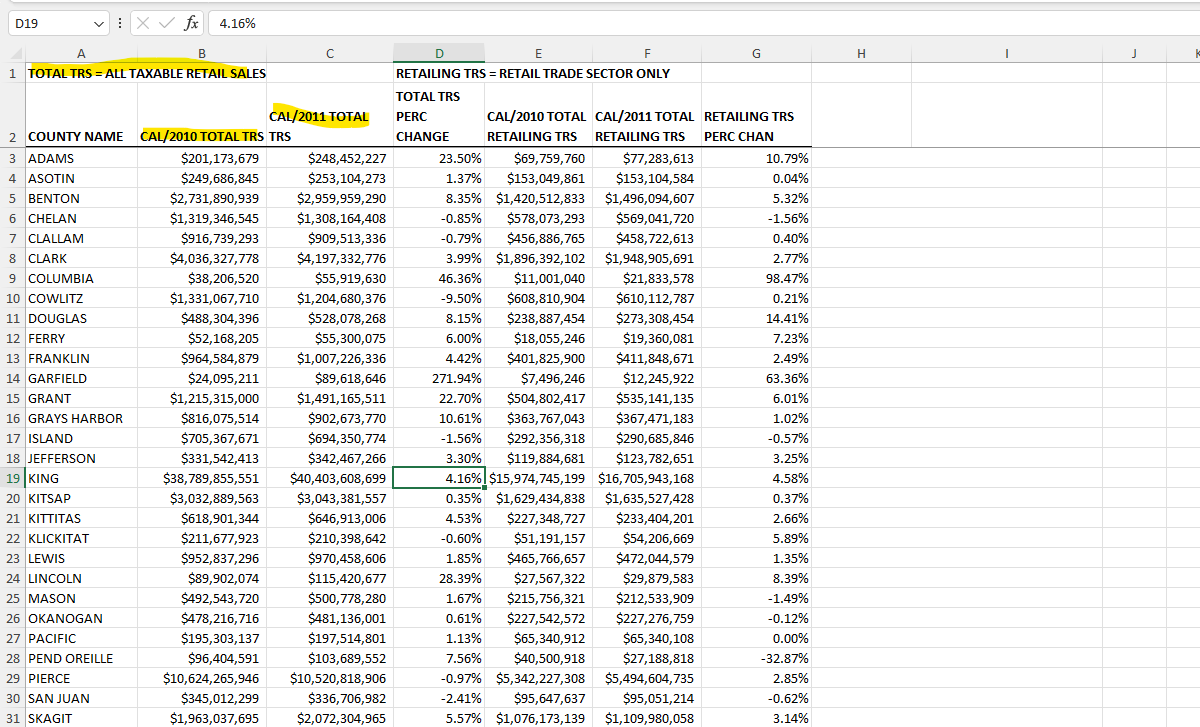 D19 fx 4.16%
A B C D E F G H I J K
1 TOTAL TRS = ALL TAXABLE RETAIL SALES RETAILING TRS = RETAIL TRADE SECTOR ONLY
2 COUNTY NAME CAL/2010 TOTAL TRS CAL/2011 TOTAL TRS TOTAL TRS PERC CHANGE CAL/2010 TOTAL RETAILING TRS CAL/2011 TOTAL RETAILING TRS RETAILING TRS PERC CHAN
3 ADAMS $201,173,679 $248,452,227 23.50% $69,759,760 $77,283,613 10.79%
4 ASOTIN $249,686,845 $253,104,273 1.37% $153,049,861 $153,104,584 0.04%
5 BENTON $2,731,890,939 $2,959,959,290 8.35% $1,420,512,833 $1,496,094,607 5.32%
6 CHELAN $1,319,346,545 $1,308,164,408 -0.85% $578,073,293 $569,041,720 -1.56%
7 CLALLAM $916,739,293 $909,513,336 -0.79% $456,886,765 $458,722,613 0.40%
8 CLARK $4,036,327,778 $4,197,332,776 3.99% $1,896,392,102 $1,948,905,691 2.77%
9 COLUMBIA $38,206,520 $55,919,630 46.36% $11,001,040 $21,833,578 98.47%
10 COWLITZ $1,331,067,710 $1,204,680,376 -9.50% $608,810,904 $610,112,787 0.21%
11 DOUGLAS $488,304,396 $528,078,268 8.15% $238,887,454 $273,308,454 14.41%
12 FERRY $52,168,205 $55,300,075 6.00% $18,055,246 $19,360,081 7.23%
13 FRANKLIN $964,584,879 $1,007,226,336 4.42% $401,825,900 $411,848,671 2.49%
14 GARFIELD $24,095,211 $89,618,646 271.94% $7,496,246 $12,245,922 63.36%
15 GRANT $1,215,315,000 $1,491,165,511 22.70% $504,802,417 $535,141,135 6.01%
16 GRAYS HARBOR $816,075,514 $902,673,770 10.61% $363,767,043 $367,471,183 1.02%
17 ISLAND $705,367,671 $694,350,774 -1.56% $292,356,318 $290,685,846 -0.57%
18 JEFFERSON $331,542,413 $342,467,266 3.30% $119,884,681 $123,782,651 3.25%
19 KING $38,789,855,551 $40,403,608,699 4.16% $15,974,745,199 $16,705,943,168 4.58%
20 KITSAP $3,032,889,563 $3,043,381,557 0.35% $1,629,434,838 $1,635,527,428 0.37%
21 KITTITAS $618,901,344 $646,913,006 4.53% $227,348,727 $233,404,201 2.66%
22 KLICKITAT $211,677,923 $210,398,642 -0.60% $51,191,157 $54,206,669 5.89%
23 LEWIS $952,837,296 $970,458,606 1.85% $465,766,657 $472,044,579 1.35%
24 LINCOLN $89,902,074 $115,420,677 28.39% $27,567,322 $29,879,583 8.39%
25 MASON $492,543,720 $500,778,280 1.67% $215,756,321 $212,533,909 -1.49%
26 OKANOGAN $478,216,716 $481,136,001 0.61% $227,542,572 $227,276,759 -0.12%
27 PACIFIC $195,303,137 $197,514,801 1.13% $65,340,912 $65,340,108 0.00%
28 PEND OREILLE $96,404,591 $103,689,552 7.56% $40,500,918 $27,188,818 -32.87%
29 PIERCE $10,624,265,946 $10,520,818,906 -0.97% $5,342,227,308 $5,494,604,735 2.85%
30 SAN JUAN $345,012,299 $336,706,982 -2.41% $95,647,637 $95,051,214 -0.62%
31 SKAGIT $1,963,037,695 $2,072,304,965 5.57% $1,076,173,139 $1,109,980,058 3.14%